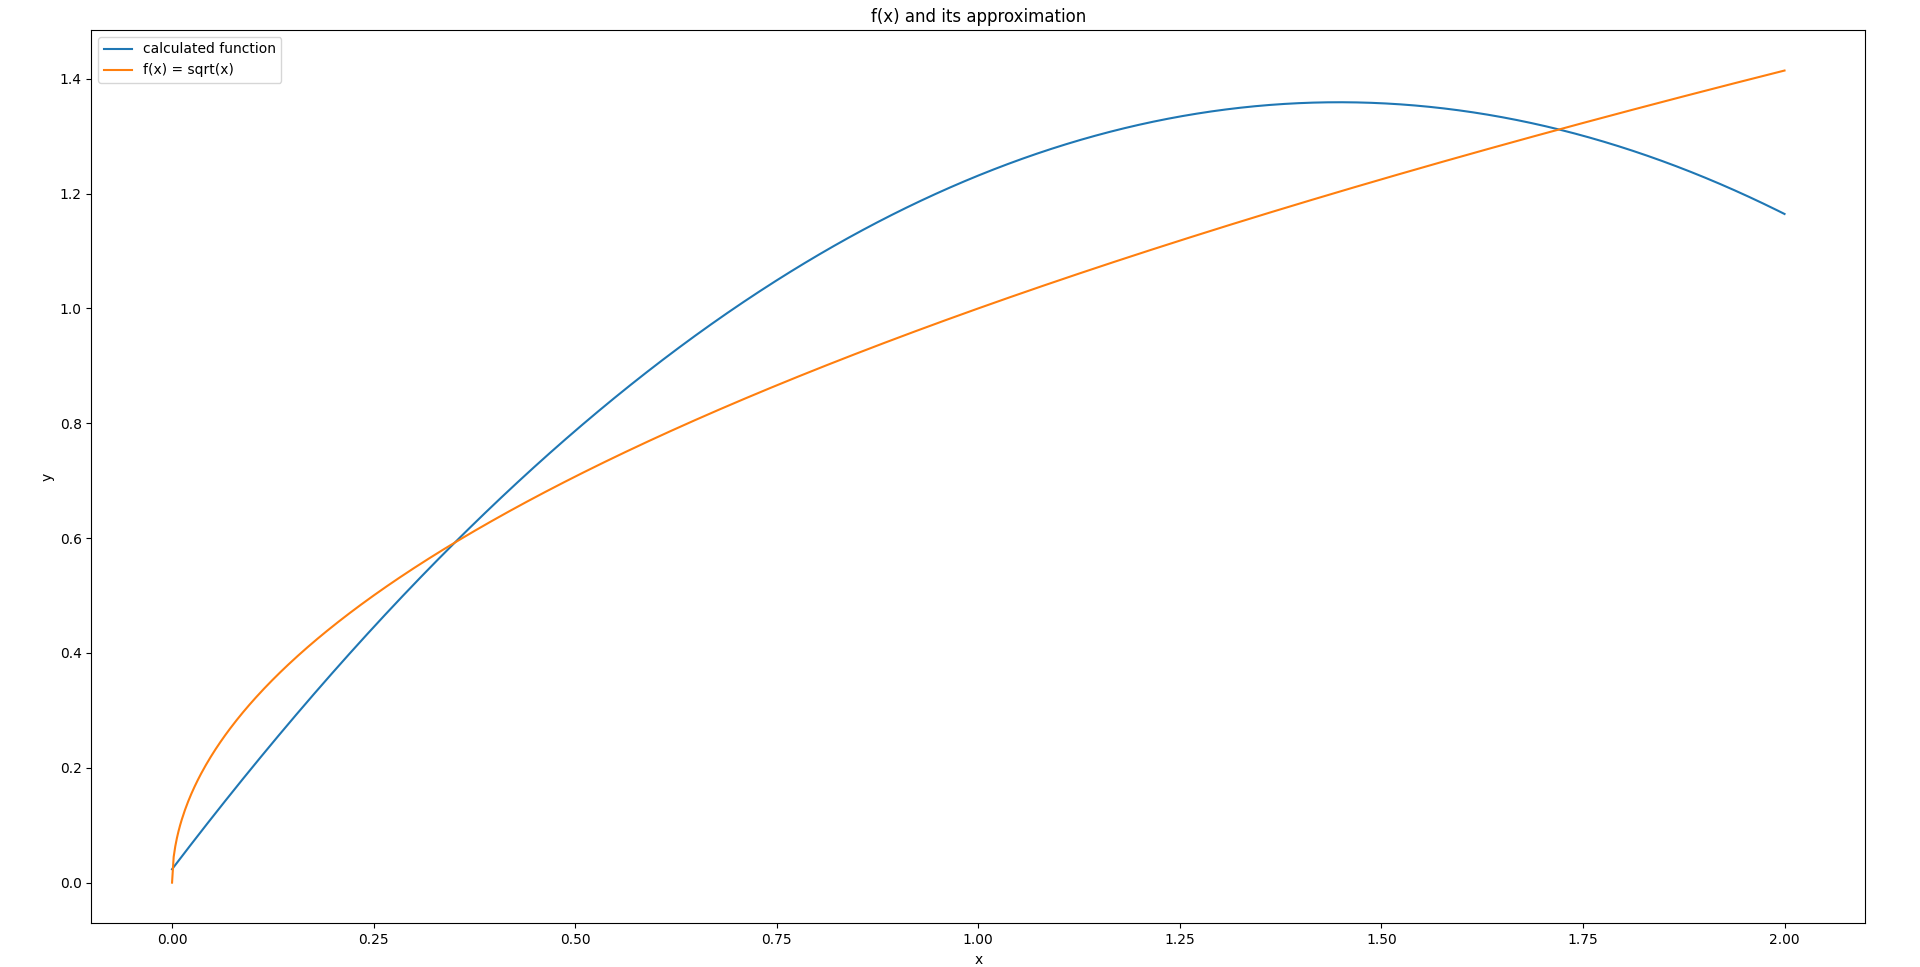 f(x) and its approximation
calculated function
f(x) = sqrt(x)
1.4
1.2
1.0
0.8
0.6
0.4
0.2
0.0
y
0.00 0.25 0.50 0.75 1.00 1.25 1.50 1.75 2.00
x